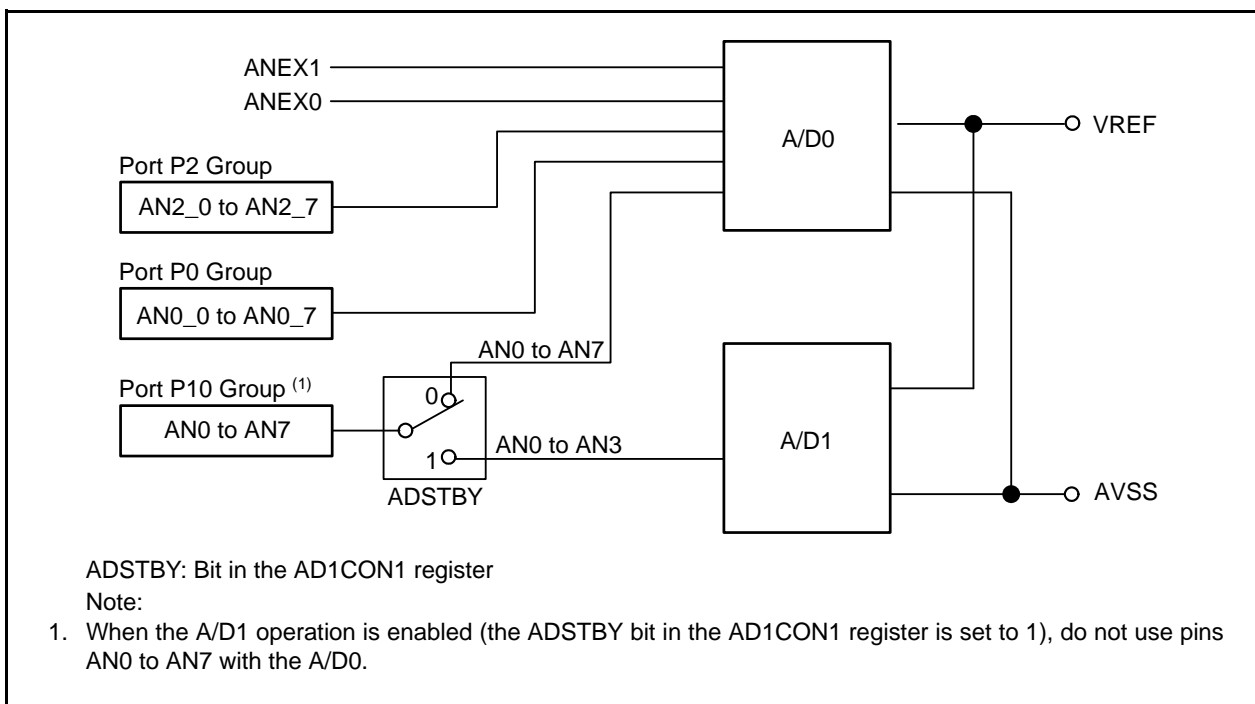 ANEX1
ANEX0
A/D0
VREF
Port P2 Group
AN2_0 to AN2_7
Port P0 Group
AN0_0 to AN0_7
AN0 to AN7
Port P10 Group (1)
AN0 to AN7
0
1
AN0 to AN3
A/D1
ADSTBY
AVSS
ADSTBY: Bit in the AD1CON1 register
Note:
1. When the A/D1 operation is enabled (the ADSTBY bit in the AD1CON1 register is set to 1), do not use pins
AN0 to AN7 with the A/D0.